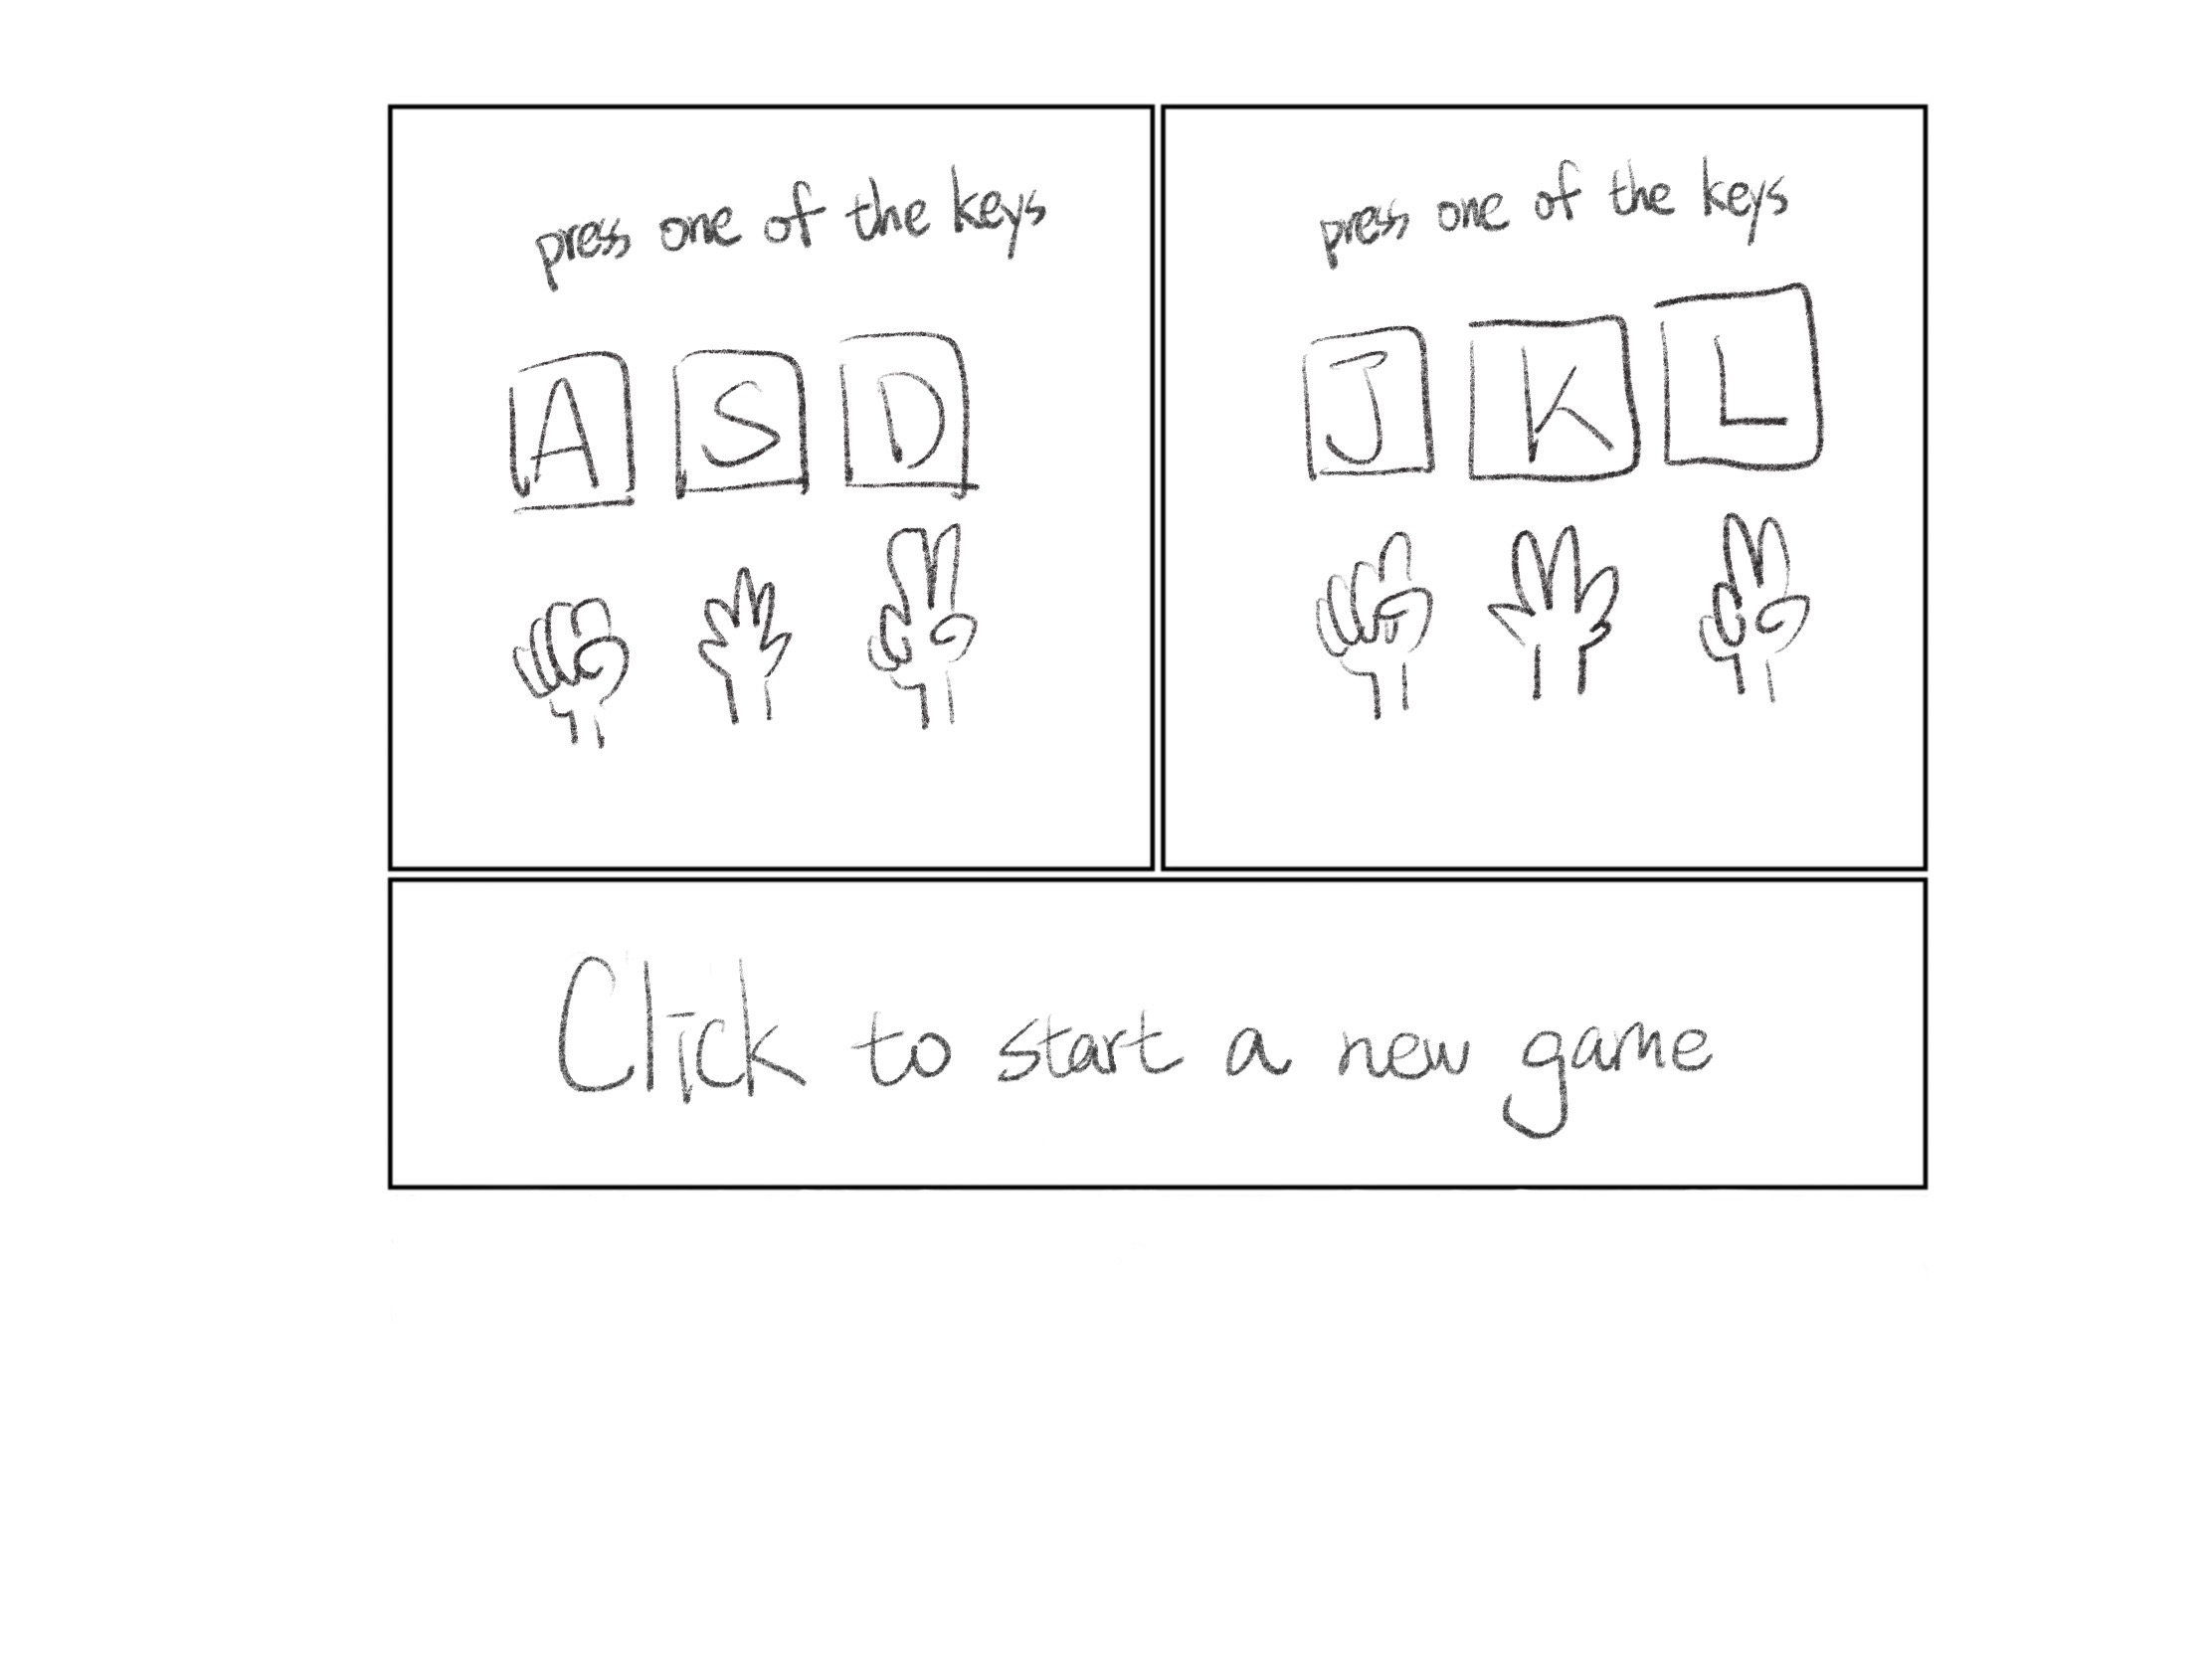 press one of the keys
A S D
press one of the keys
J K L
Click to start a new game